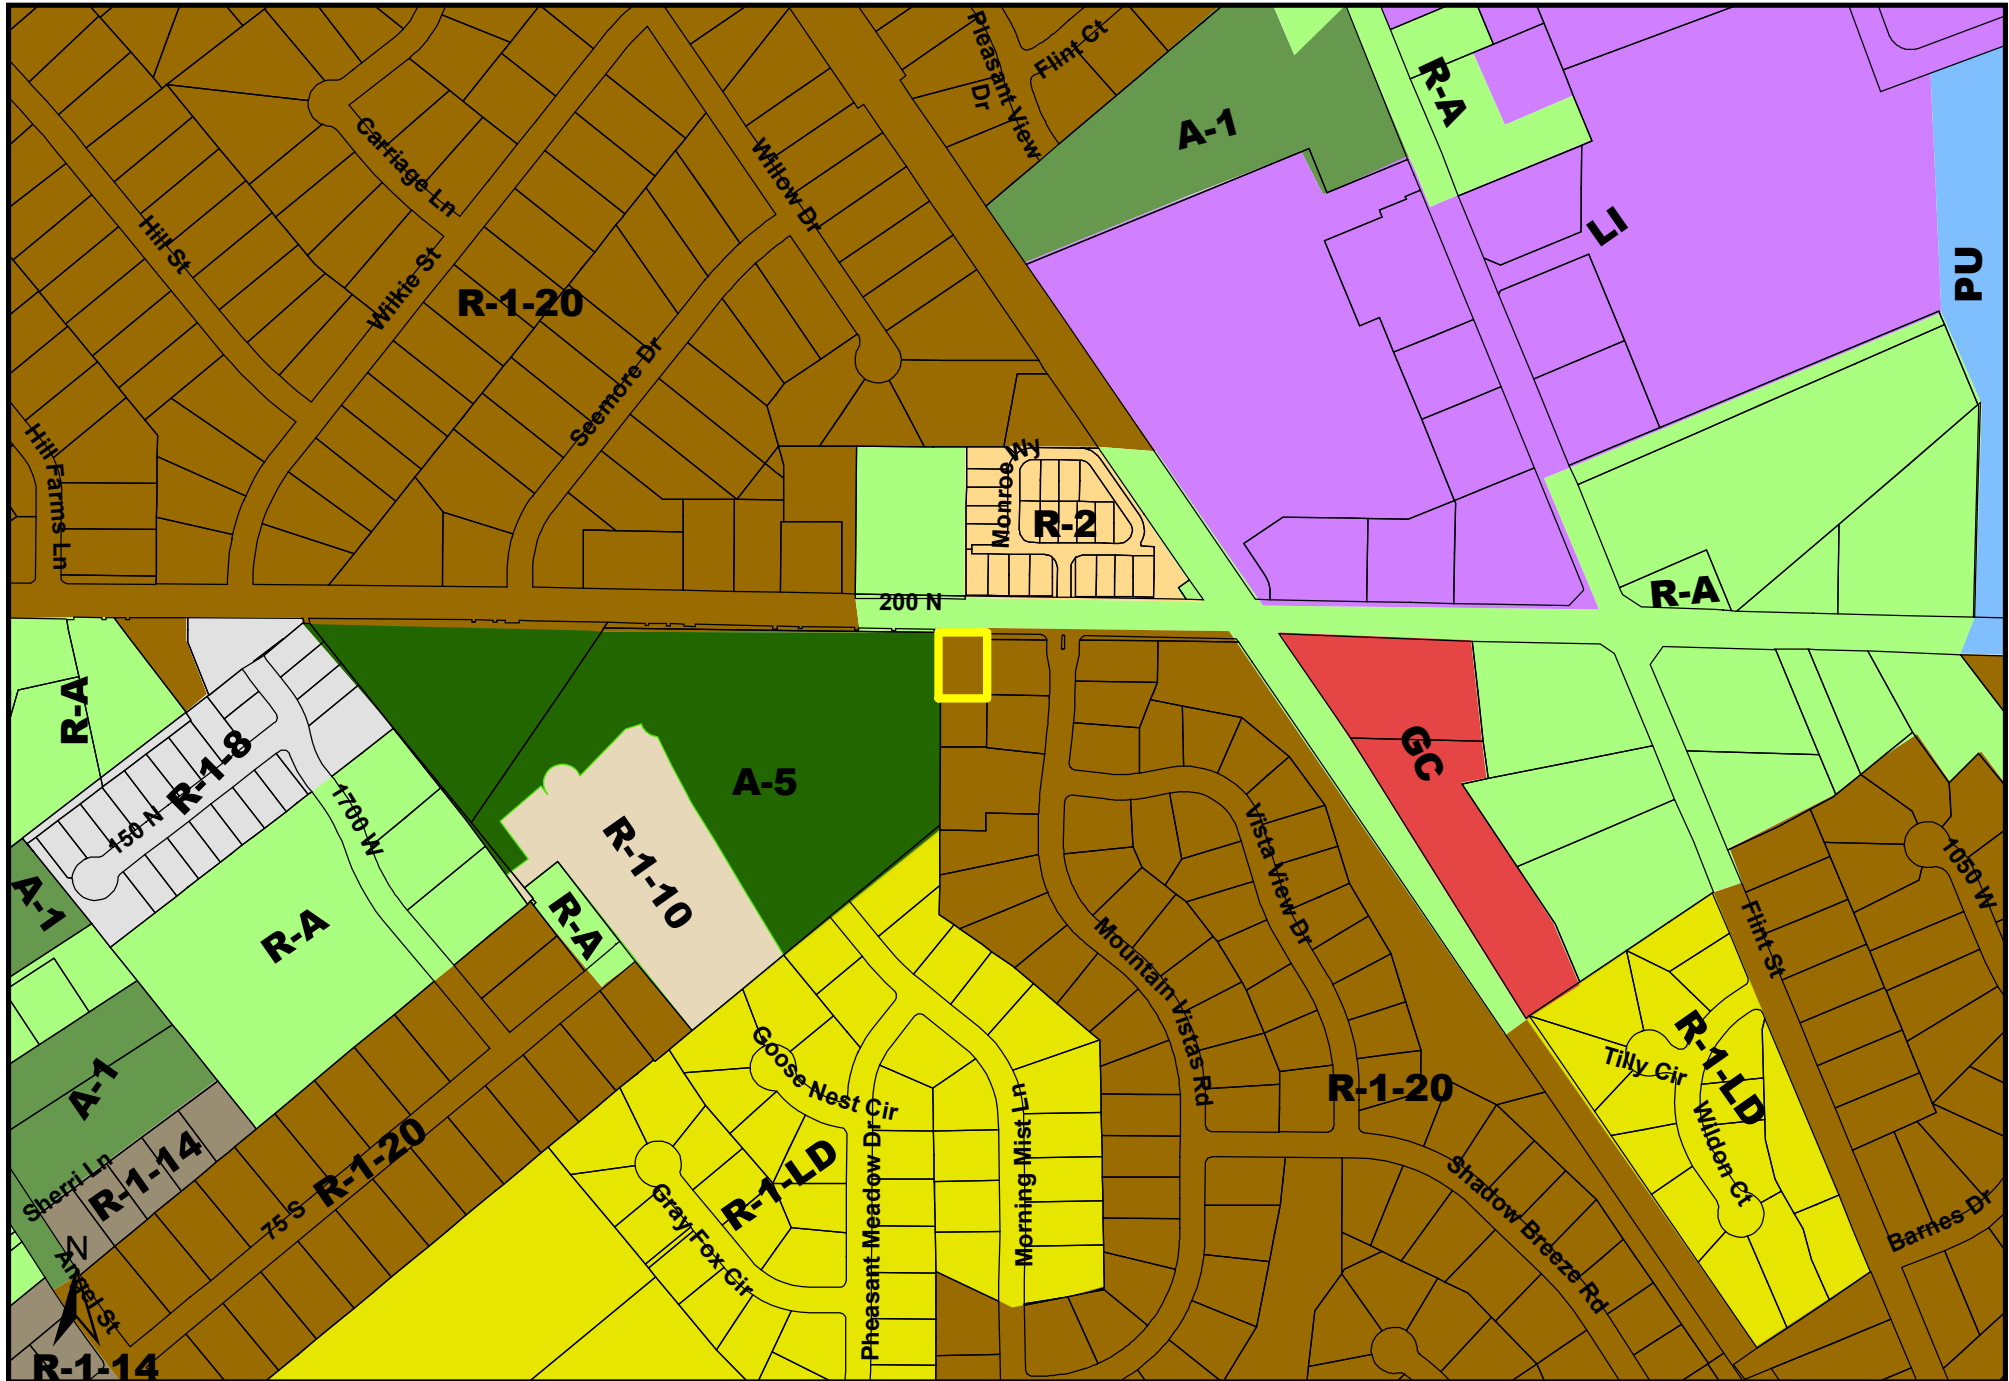 Pleasant View
Dr
Flint Ct
A-1
R-A
Carriage Ln
Willow Dr
Hill St
LI
PU
Wilkie St
R-1-20
Seemore Dr
Hill Farms Ln
Monroe Wy
R-2
R-A
200 N
R-A
R-1-8
150 N
1700 W
A-5
GC
R-1-10
Vista View Dr
1050 W
A-1
R-A
R-A
Mountain Vistas Rd
Flint St
Goose Nest Cir
Tilly Cir
R-1-LD
A-1
R-1-20
Wildon Ct
Morning Mist Ln
Pheasant Meadow Dr
Sherri Ln
R-1-14
R-1-20
75 S
R-1-LD
Gray Fox Cir
Shadow Breeze Rd
Barnes Dr
N
Angel St
R-1-14